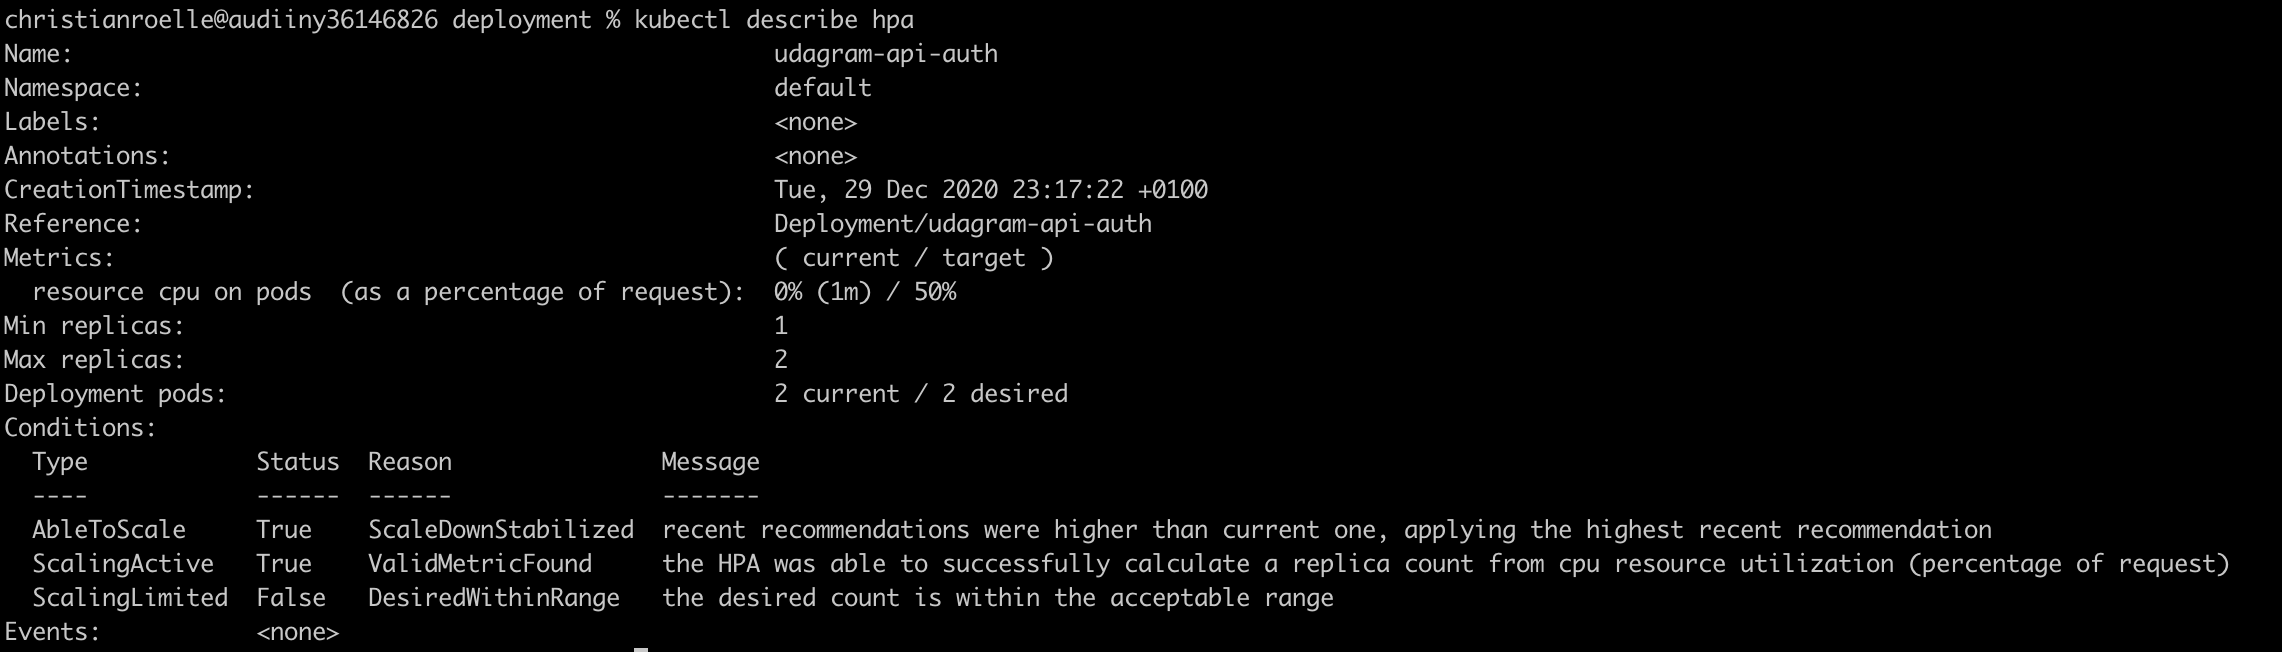 christianroelle@audiiny36146826 deployment % kubectl describe hpa
Name:                                                  udagram-api-auth
Namespace:                                             default
Labels:                                                <none>
Annotations:                                           <none>
CreationTimestamp:                                     Tue, 29 Dec 2020 23:17:22 +0100
Reference:                                             Deployment/udagram-api-auth
Metrics:                                               ( current / target )
  resource cpu on pods  (as a percentage of request):  0% (1m) / 50%
Min replicas:                                          1
Max replicas:                                          2
Deployment pods:                                       2 current / 2 desired
Conditions:
  Type            Status  Reason               Message
  ----            ------  ------               -------
  AbleToScale     True    ScaleDownStabilized  recent recommendations were higher than current one, applying the highest recent recommendation
  ScalingActive   True    ValidMetricFound     the HPA was able to successfully calculate a replica count from cpu resource utilization (percentage of request)
  ScalingLimited  False   DesiredWithinRange   the desired count is within the acceptable range
Events:           <none>